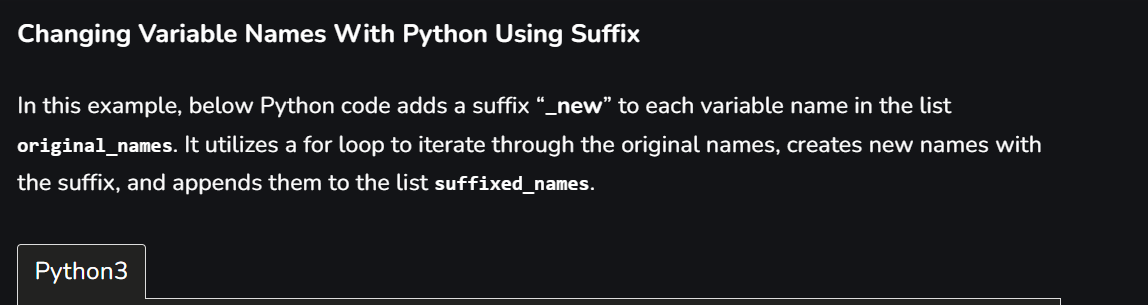 Changing Variable Names With Python Using Suffix
In this example, below Python code adds a suffix “_new” to each variable name in the list
original_names. It utilizes a for loop to iterate through the original names, creates new names with
the suffix, and appends them to the list suffixed_names.
Python3